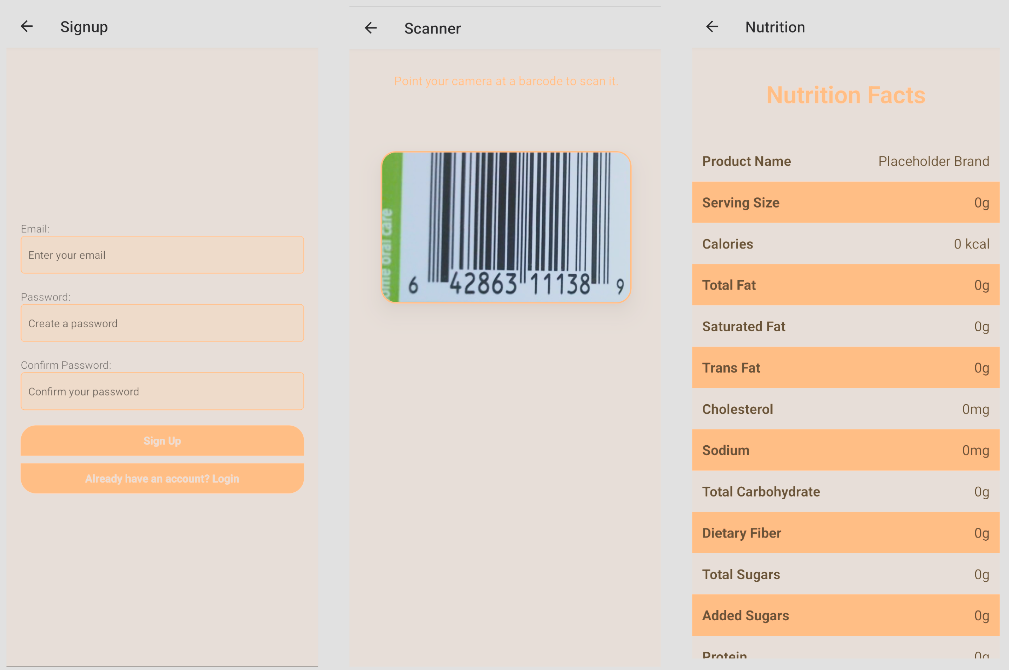 Signup
Email:
Enter your email
Password:
Create a password
Confirm Password:
Confirm your password
Sign Up
Already have an account? Login
Scanner
Point your camera at a barcode to scan it
ome oral care
6 42863 11138 9
Nutrition
Nutrition Facts
Product Name Placeholder Brand
Serving Size 0g
Calories 0 kcal
Total Fat 0g
Saturated Fat 0g
Trans Fat 0g
Cholesterol 0mg
Sodium 0mg
Total Carbohydrate 0g
Dietary Fiber 0g
Total Sugars 0g
Added Sugars 0g
Protein 0g